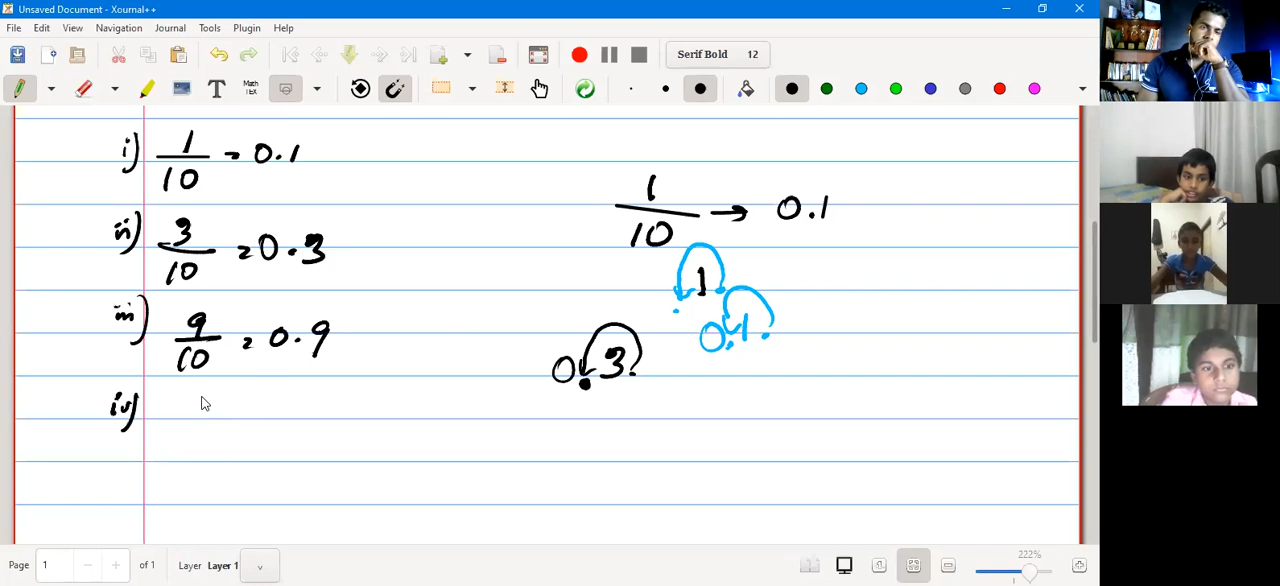 Unsaved Document - Xournal++
File Edit View Navigation Journal Tools Plugin Help
Serif Bold 12
Math TEX
i) 1/10 = 0.1
ii) 3/10 = 0.3
iii) 9/10 = 0.9
iv)
1/10 → 0.1
1
0.1.
0.3.
Page 1 of 1 Layer Layer 1 222%